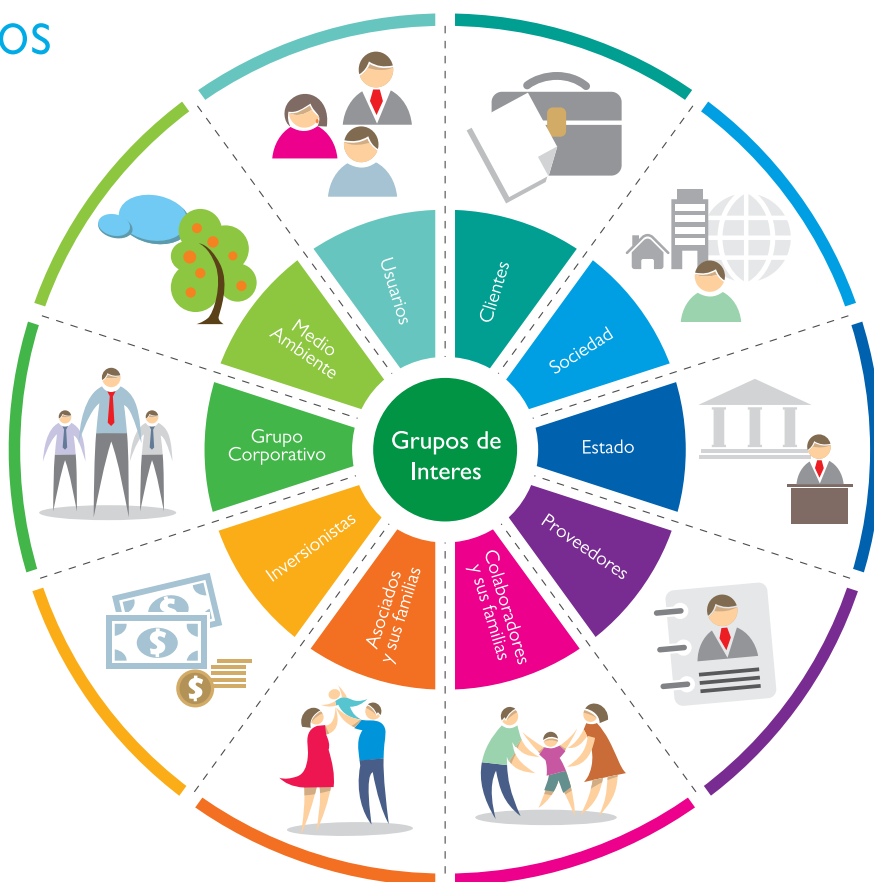 os
Usuarios
Clientes
Sociedad
Estado
Proveedores
Colaboradores
y sus familias
Asociados
y sus familias
Inversionistas
Grupo
Corporativo
Medio
Ambiente
Grupos de
Interes
$
$
$